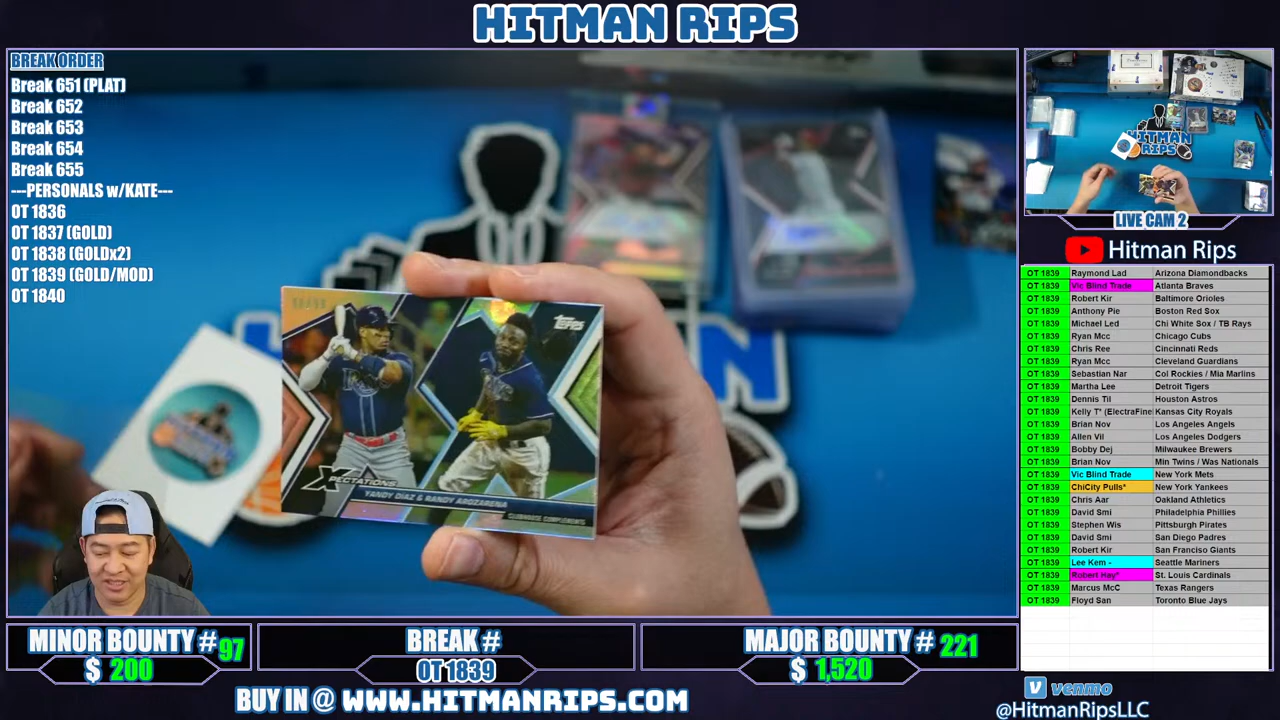 HITMAN RIPS
BREAK ORDER
Break 651 (PLAT)
Break 652
Break 653
Break 654
Break 655
---PERSONALS w/KATE---
OT 1836
OT 1837 (GOLD)
OT 1838 (GOLDx2)
OT 1839 (GOLD/MOD)
OT 1840
Topps
XPECTATIONS
YANDY DIAZ & RANDY AROZARENA
CLUBHOUSE COMPLEMENTS
HITMAN
RIPS
LIVE CAM 2
Hitman Rips
OT 1839 Raymond Lad Arizona Diamondbacks
OT 1839 Vic Blind Trade Atlanta Braves
OT 1839 Robert Kir Baltimore Orioles
OT 1839 Anthony Pie Boston Red Sox
OT 1839 Michael Led Chi White Sox / TB Rays
OT 1839 Ryan Mcc Chicago Cubs
OT 1839 Chris Ree Cincinnati Reds
OT 1839 Ryan Mcc Cleveland Guardians
OT 1839 Sebastian Nar Col Rockies / Mia Marlins
OT 1839 Martha Lee Detroit Tigers
OT 1839 Dennis Til Houston Astros
OT 1839 Kelly T* (ElectraFine Kansas City Royals
OT 1839 Brian Nov Los Angeles Angels
OT 1839 Allen Vil Los Angeles Dodgers
OT 1839 Bobby Dej Milwaukee Brewers
OT 1839 Brian Nov Min Twins / Was Nationals
OT 1839 Vic Blind Trade New York Mets
OT 1839 ChiCity Pulls* New York Yankees
OT 1839 Chris Aar Oakland Athletics
OT 1839 David Smi Philadelphia Phillies
OT 1839 Stephen Wis Pittsburgh Pirates
OT 1839 David Smi San Diego Padres
OT 1839 Robert Kir San Franciso Giants
OT 1839 Lee Kem - Seattle Mariners
OT 1839 Robert Hay* St. Louis Cardinals
OT 1839 Marcus McC Texas Rangers
OT 1839 Floyd San Toronto Blue Jays
MINOR BOUNTY # 97
$ 200
BREAK #
OT 1839
MAJOR BOUNTY # 221
$ 1,520
BUY IN @ WWW.HITMANRIPS.COM
venmo
@HitmanRipsLLC